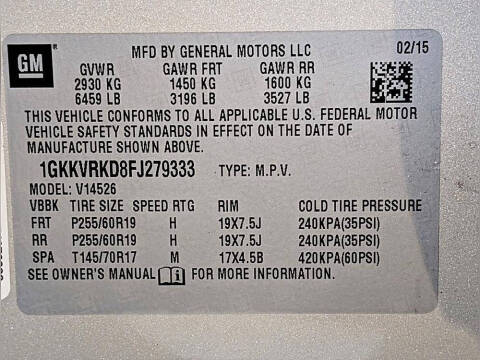 GM
MFD BY GENERAL MOTORS LLC 02/15
GVWR GAWR FRT GAWR RR
2930 KG 1450 KG 1600 KG
6459 LB 3196 LB 3527 LB
THIS VEHICLE CONFORMS TO ALL APPLICABLE U.S. FEDERAL MOTOR
VEHICLE SAFETY STANDARDS IN EFFECT ON THE DATE OF
MANUFACTURE SHOWN ABOVE.
1GKKVRKD8FJ279333 TYPE: M.P.V.
MODEL: V14526
VBBK TIRE SIZE SPEED RTG RIM COLD TIRE PRESSURE
FRT P255/60R19 H 19X7.5J 240KPA(35PSI)
RR P255/60R19 H 19X7.5J 240KPA(35PSI)
SPA T145/70R17 M 17X4.5B 420KPA(60PSI)
SEE OWNER'S MANUAL FOR MORE INFORMATION.